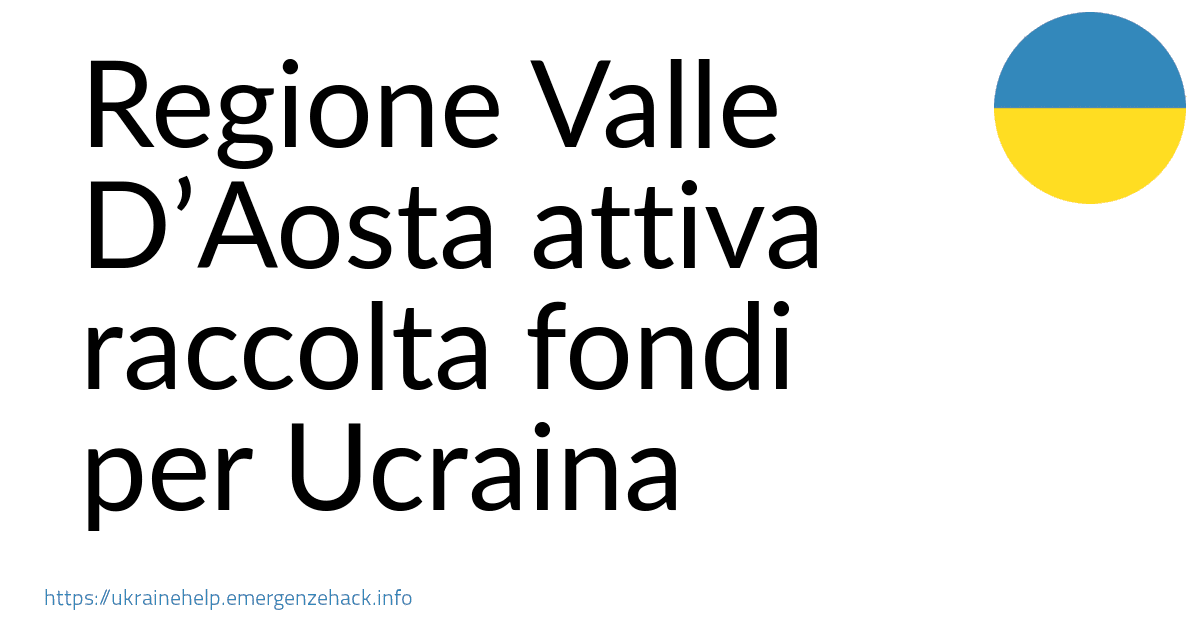 Regione Valle
D’Aosta attiva
raccolta fondi
per Ucraina
https://ukrainehelp.emergenzehack.info